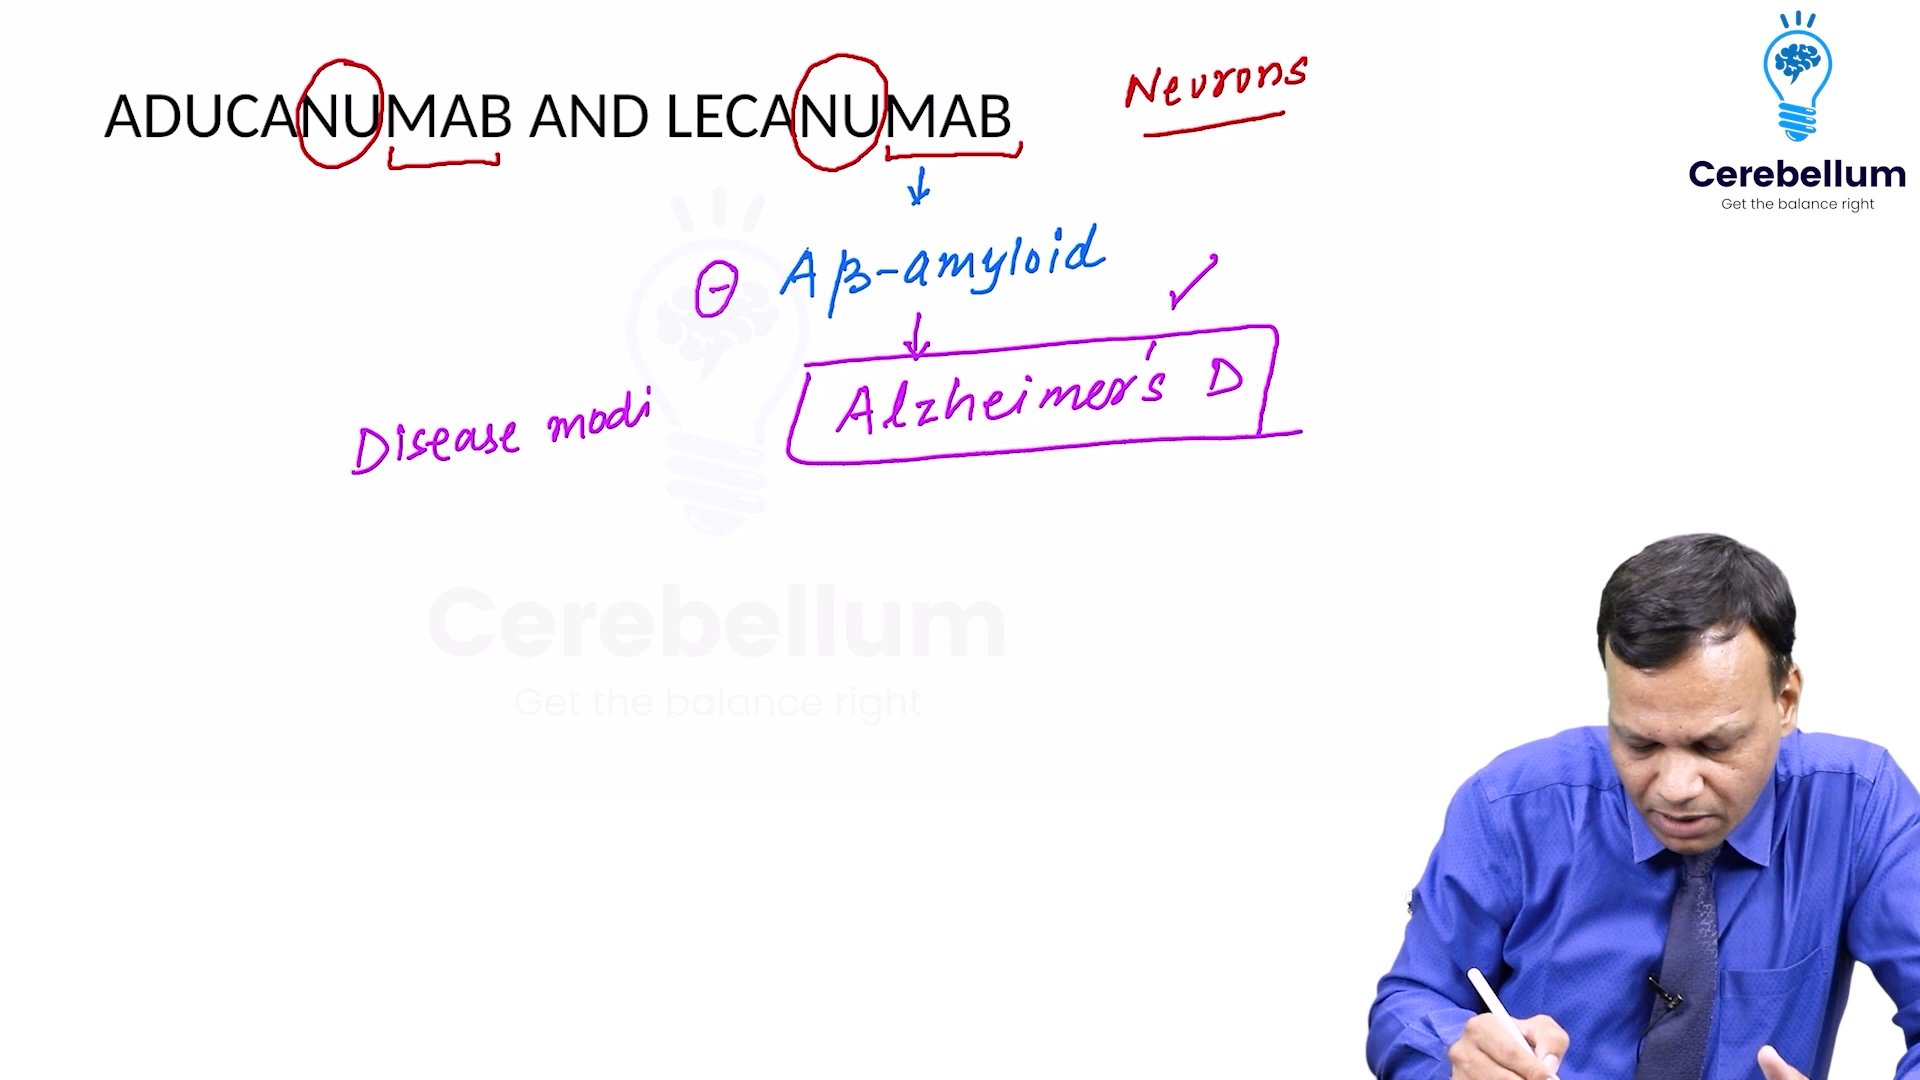 ADUCANUMAB AND LECANUMAB
Neurons
Cerebellum
Get the balance right
⊖ Aβ-amyloid
Alzheimer's D
Disease modi
Cerebellum
Get the balance right